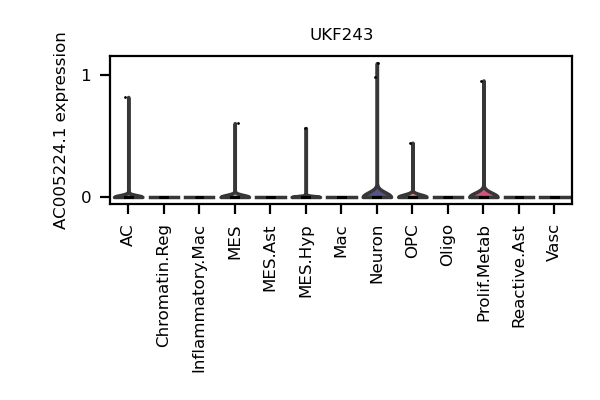 UKF243
AC005224.1 expression
1
0
AC
Chromatin.Reg
Inflammatory.Mac
MES
MES.Ast
MES.Hyp
Mac
Neuron
OPC
Oligo
Prolif.Metab
Reactive.Ast
Vasc